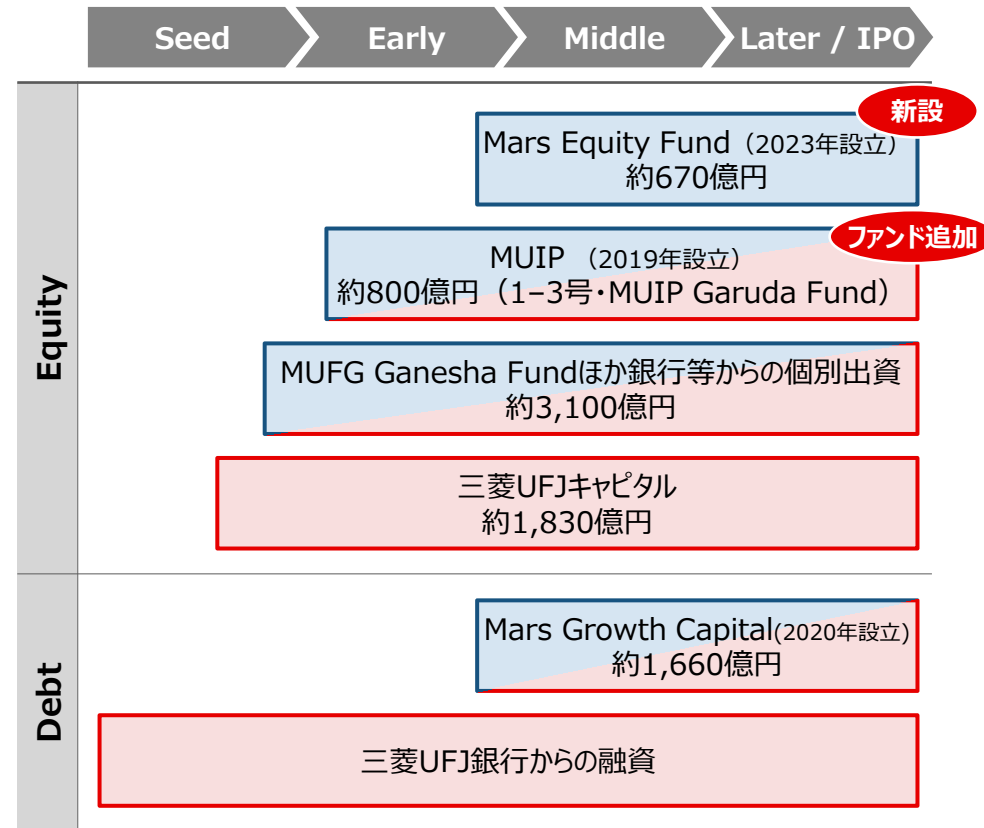 Seed
Early
Middle
Later / IPO
Equity
新設
Mars Equity Fund（2023年設立）
約670億円
ファンド追加
MUIP （2019年設立）
約800億円（1–3号・MUIP Garuda Fund）
MUFG Ganesha Fundほか銀行等からの個別出資
約3,100億円
三菱UFJキャピタル
約1,830億円
Debt
Mars Growth Capital(2020年設立)
約1,660億円
三菱UFJ銀行からの融資